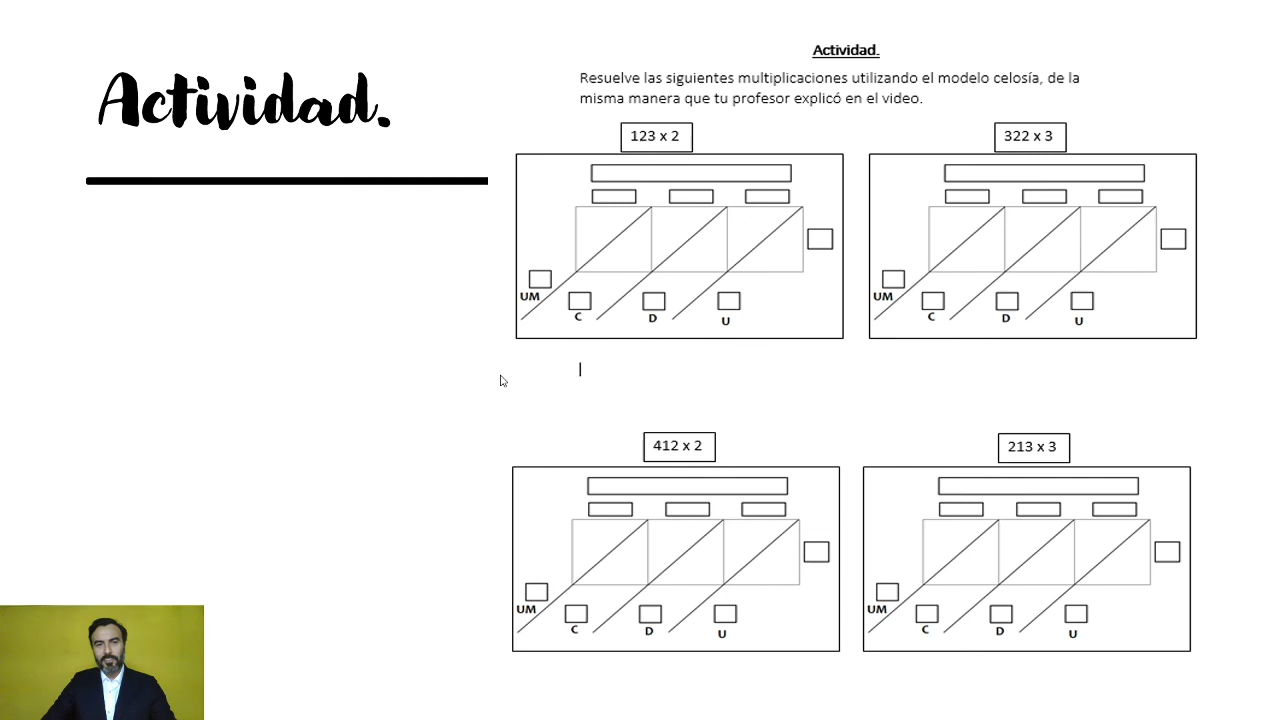 Actividad.
Actividad.
Resuelve las siguientes multiplicaciones utilizando el modelo celosía, de la
misma manera que tu profesor explicó en el video.
123 x 2
322 x 3
UM
C
D
U
UM
C
D
U
412 x 2
213 x 3
UM
C
D
U
UM
C
D
U